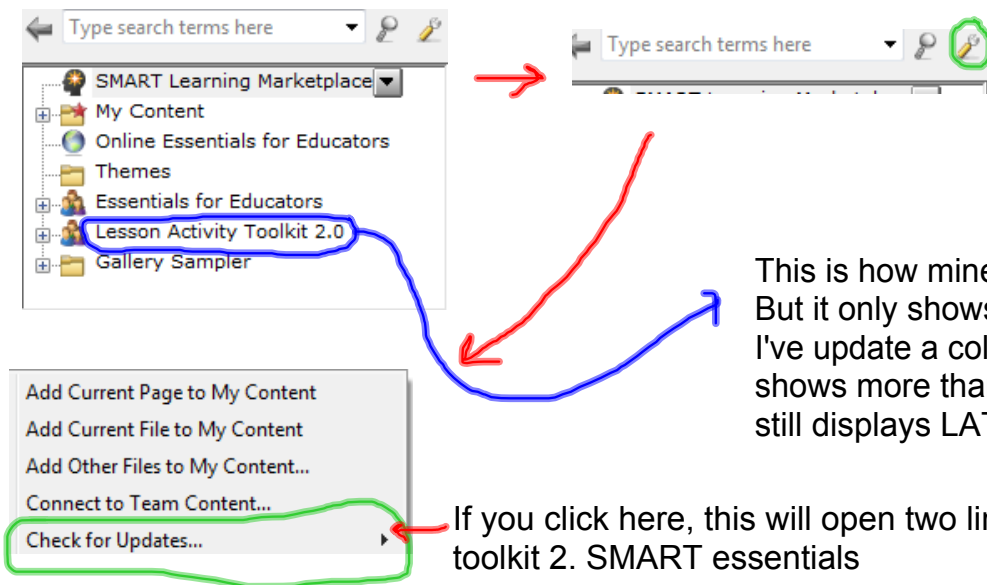 Type search terms here
SMART Learning Marketplace
My Content
Online Essentials for Educators
Themes
Essentials for Educators
Lesson Activity Toolkit 2.0
Gallery Sampler
Type search terms here
This is how mine
But it only shows
I've update a col
shows more tha
still displays LAT
Add Current Page to My Content
Add Current File to My Content
Add Other Files to My Content...
Connect to Team Content...
Check for Updates...
If you click here, this will open two lin
toolkit 2. SMART essentials